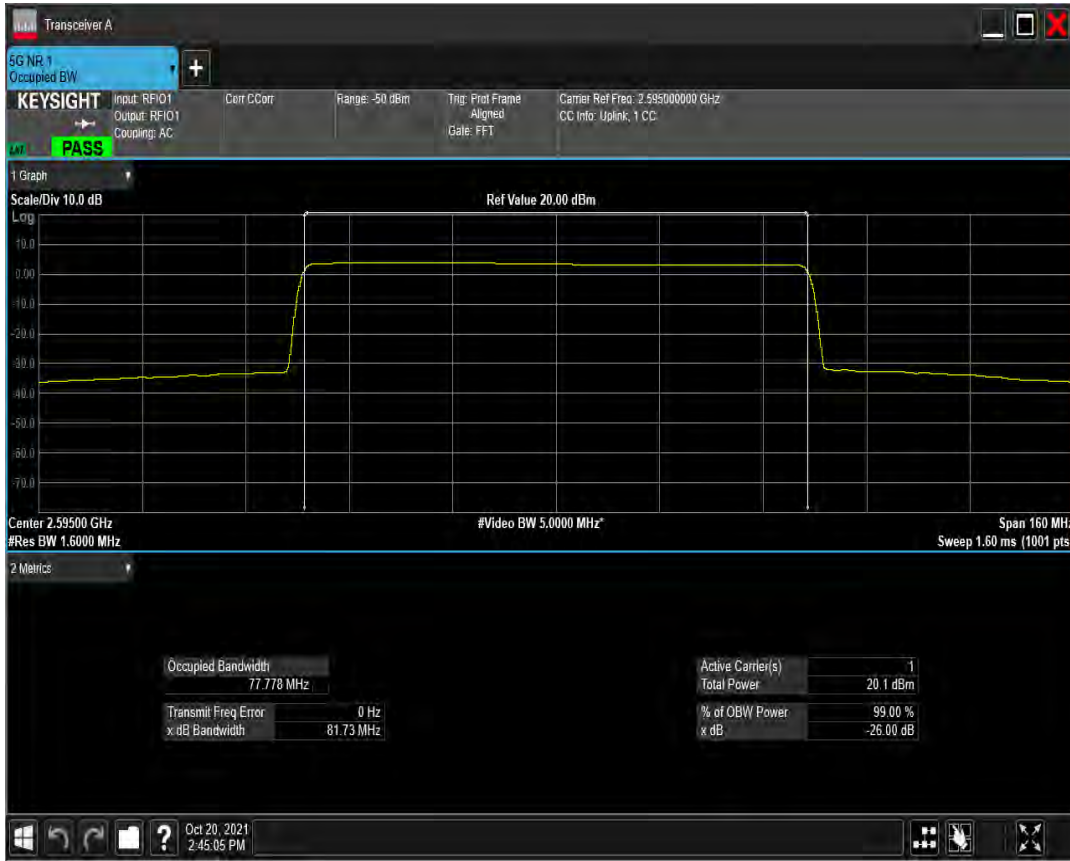 Transceiver A
5G NR 1
Occupied BW
+
KEYSIGHT
PASS
Input: RFIO1
Output: RFIO1
Coupling: AC
Corr CCorr
Range: -50 dBm
Trig: Prot Frame
Aligned
Gate: FFT
Carrier Ref Freq: 2.595000000 GHz
CC Info: Uplink, 1 CC
1 Graph
Scale/Div 10.0 dB
Ref Value 20.00 dBm
Log
10.0
0.00
-10.0
-20.0
-30.0
-40.0
-50.0
-60.0
-70.0
Center 2.59500 GHz
#Video BW 5.0000 MHz*
Span 160 MHz
#Res BW 1.6000 MHz
Sweep 1.60 ms (1001 pts
2 Metrics
Occupied Bandwidth
77.778 MHz
Transmit Freq Error 0 Hz
x dB Bandwidth 81.73 MHz
Active Carrier(s) 1
Total Power 20.1 dBm
% of OBW Power 99.00 %
x dB -26.00 dB
?
Oct 20, 2021
2:45:05 PM